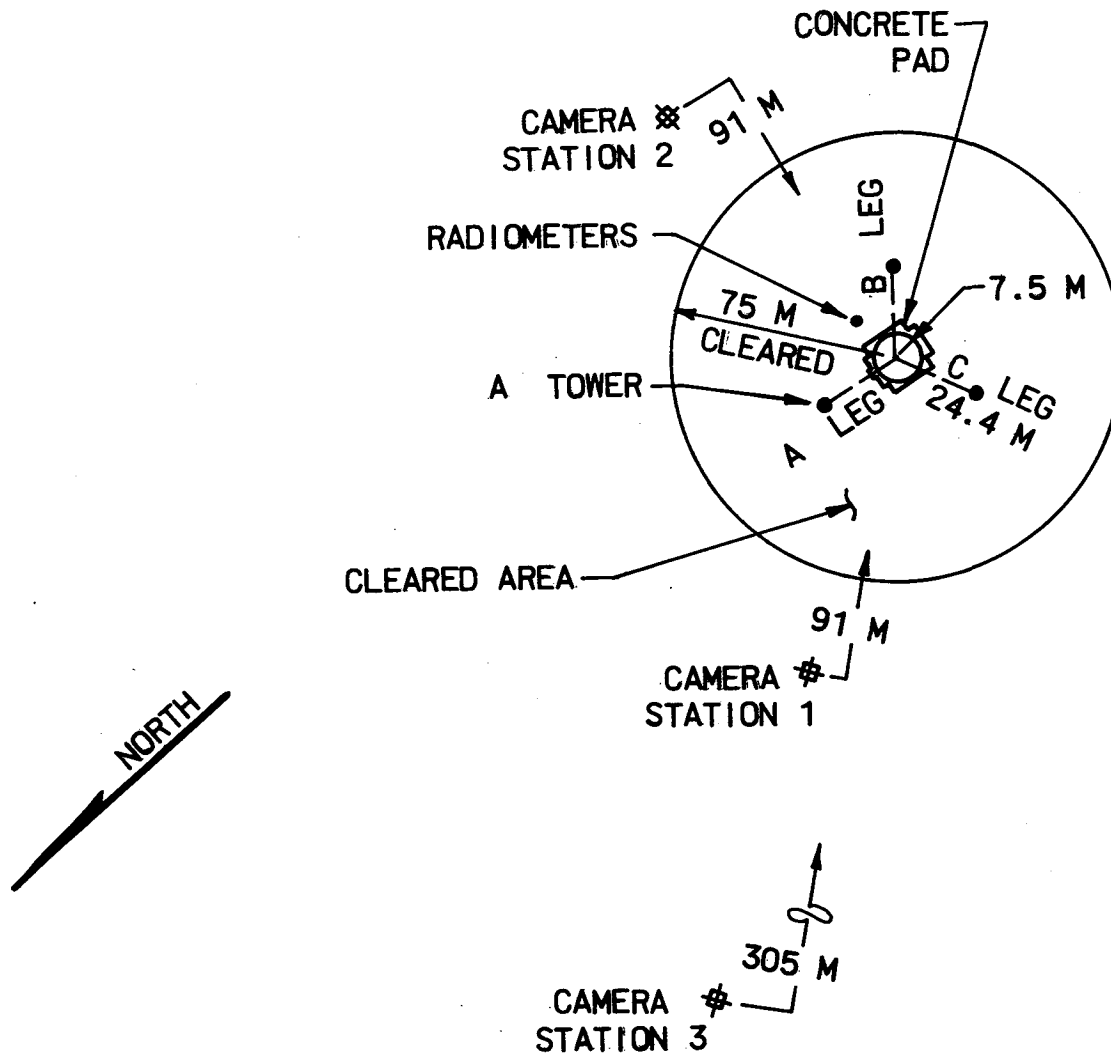 CONCRETE
PAD
CAMERA
STATION 2
91 M
LEG
B
RADIOMETERS
7.5 M
75 M
CLEARED
A TOWER
C LEG
24.4 M
LEG
A
CLEARED AREA
91 M
CAMERA
STATION 1
NORTH
305 M
CAMERA
STATION 3